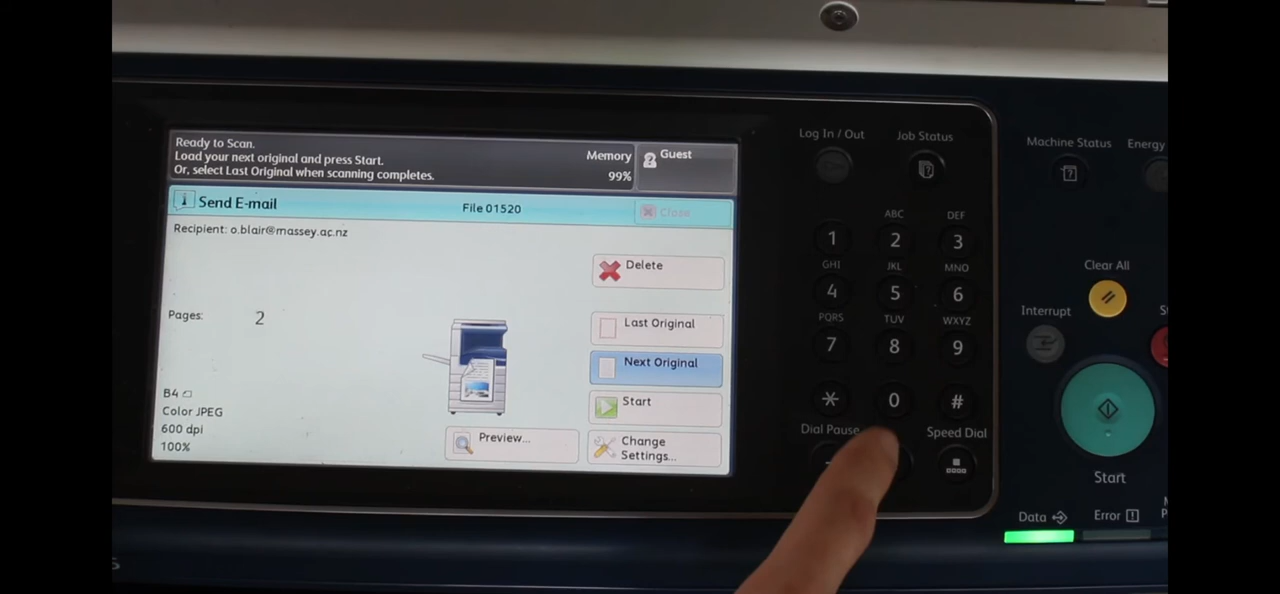 Ready to Scan.
Load your next original and press Start.
Or, select Last Original when scanning completes.
Memory
99%
Guest
Send E-mail
File 01520
Close
Recipient: o.blair@massey.ac.nz
Delete
Pages: 2
Last Original
Next Original
Start
B4
Color JPEG
600 dpi
100%
Preview...
Change
Settings...
Log In / Out
Job Status
Machine Status
Energy
ABC
DEF
1
2
3
GHI
JKL
MNO
4
5
6
PQRS
TUV
WXYZ
7
8
9
*
0
#
Dial Pause
Speed Dial
Clear All
Interrupt
Start
Data
Error